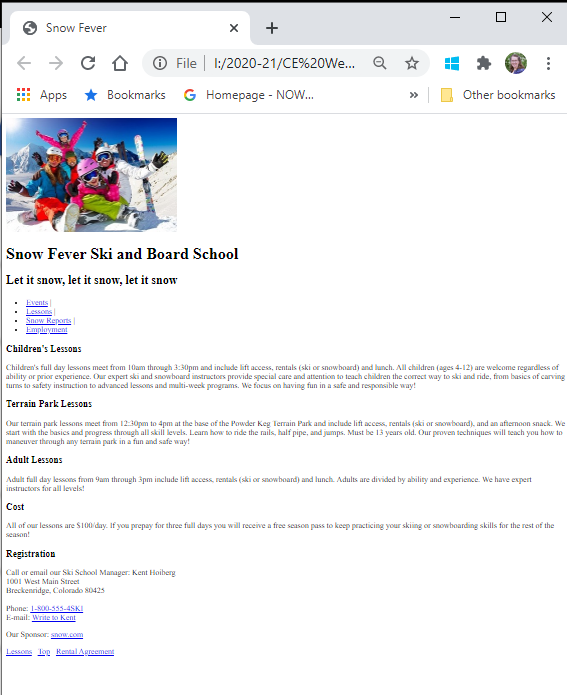 Snow Fever
File | I:/2020-21/CE%20We...
Apps Bookmarks Homepage - NOW... » Other bookmarks
Snow Fever Ski and Board School
Let it snow, let it snow, let it snow
• Events |
• Lessons |
• Snow Reports |
• Employment
Children's Lessons
Children's full day lessons meet from 10am through 3:30pm and include lift access, rentals (ski or snowboard) and lunch. All children (ages 4-12) are welcome regardless of
ability or prior experience. Our expert ski and snowboard instructors provide special care and attention to teach children the correct way to ski and ride, from basics of carving
turns to safety instruction to advanced lessons and multi-week programs. We focus on having fun in a safe and responsible way!
Terrain Park Lessons
Our terrain park lessons meet from 12:30pm to 4pm at the base of the Powder Keg Terrain Park and include lift access, rentals (ski or snowboard), and an afternoon snack. We
start with the basics and progress through all skill levels. Learn how to ride the rails, half pipe, and jumps. Must be 13 years old. Our proven techniques will teach you how to
maneuver through any terrain park in a fun and safe way!
Adult Lessons
Adult full day lessons from 9am through 3pm include lift access, rentals (ski or snowboard) and lunch. Adults are divided by ability and experience. We have expert
instructors for all levels!
Cost
All of our lessons are $100/day. If you prepay for three full days you will receive a free season pass to keep practicing your skiing or snowboarding skills for the rest of the
season!
Registration
Call or email our Ski School Manager: Kent Hoiberg
1001 West Main Street
Breckenridge, Colorado 80425
Phone: 1-800-555-4SKI
E-mail: Write to Kent
Our Sponsor: snow.com
Lessons Top Rental Agreement